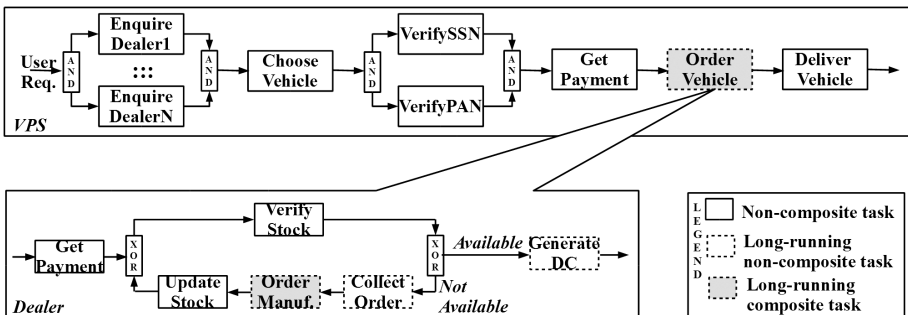 User
Req.
A
N
D
Enquire
Dealer1
:::
Enquire
DealerN
A
N
D
Choose
Vehicle
A
N
D
VerifySSN
VerifyPAN
A
N
D
Get
Payment
Order
Vehicle
Deliver
Vehicle
VPS
Get
Payment
XOR
Verify
Stock
XOR
Available
Generate
DC
Update
Stock
Order
Manuf.
Collect
Order
Not
Available
Dealer
L
E
G
E
N
D
Non-composite task
Long-running
non-composite task
Long-running
composite task